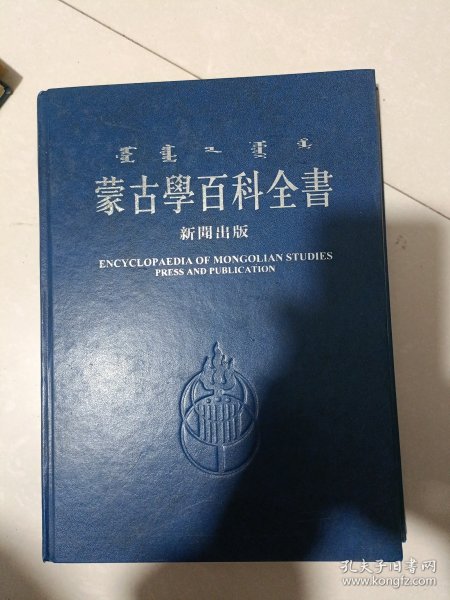 蒙古學百科全書
新聞出版
ENCYCLOPAEDIA OF MONGOLIAN STUDIES
PRESS AND PUBLICATION
孔夫子旧书网
www.kongfz.com